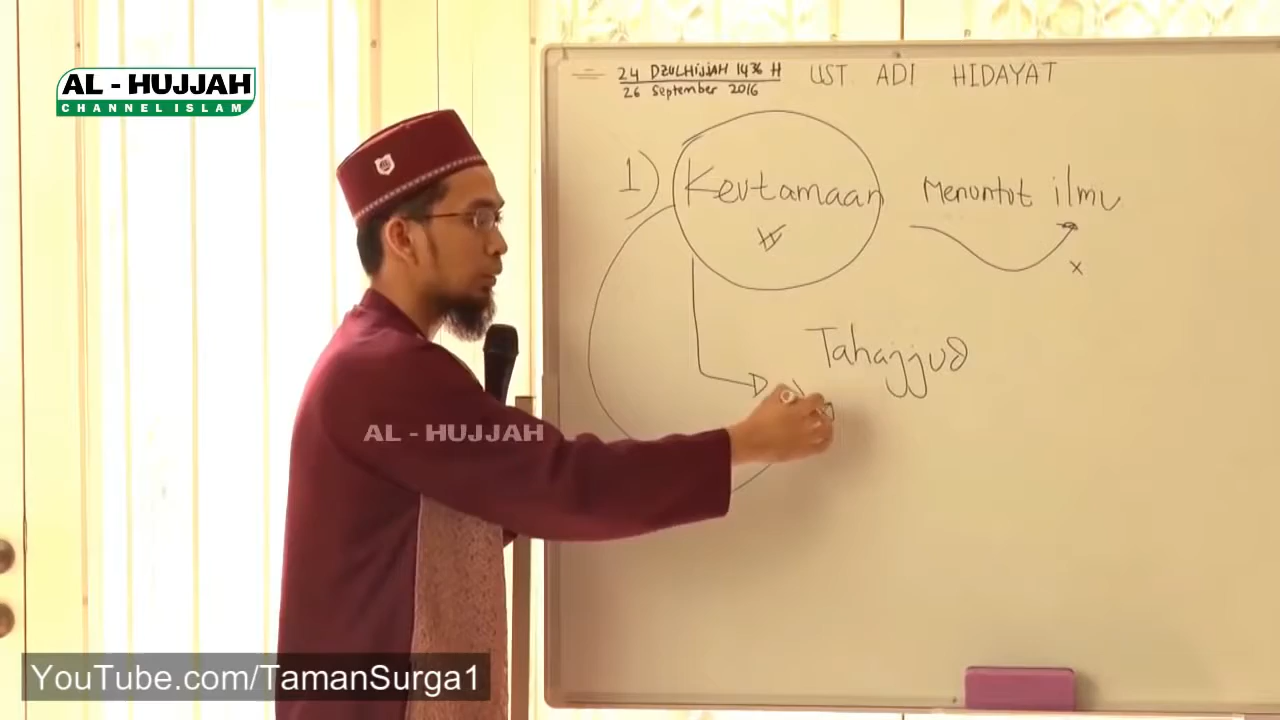 AL - HUJJAH
CHANNEL ISLAM
24 DZULHIJJAH 1436 H
26 September 2016
UST ADI HIDAYAT
1) Keutamaan Menuntut ilmu
Tahajjud
AL - HUJJAH
YouTube.com/TamanSurga1